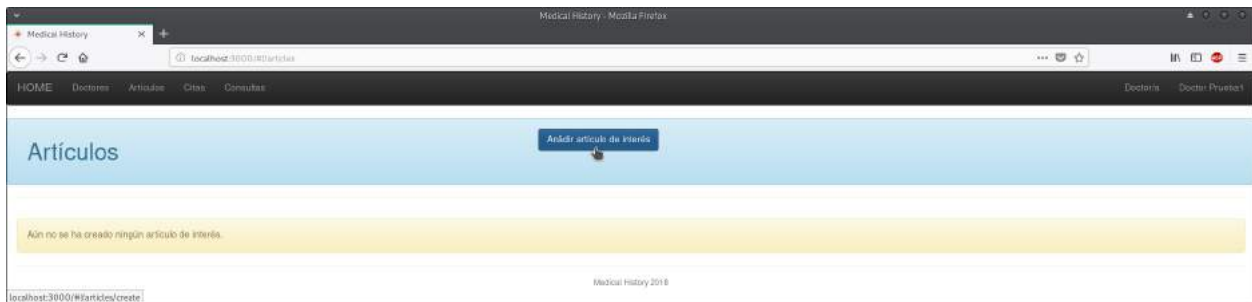 Medical History - Mozilla Firefox
Medical History
localhost:3000/#!/articles
HOME Doctores Artículos Citas Consultas Doctor/a Doctor Prueba1
Artículos
Añadir artículo de interés
Aún no se ha creado ningún artículo de interés.
Medical History 2018
localhost:3000/#!/articles/create